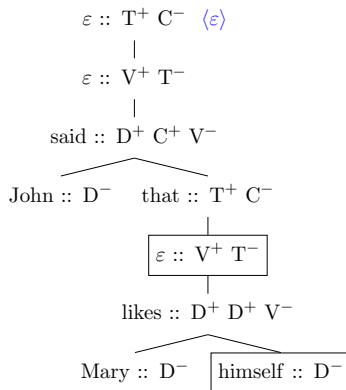 ε :: T⁺ C⁻ ⟨ε⟩
ε :: V⁺ T⁻
said :: D⁺ C⁺ V⁻
John :: D⁻ that :: T⁺ C⁻
ε :: V⁺ T⁻
likes :: D⁺ D⁺ V⁻
Mary :: D⁻ himself :: D⁻